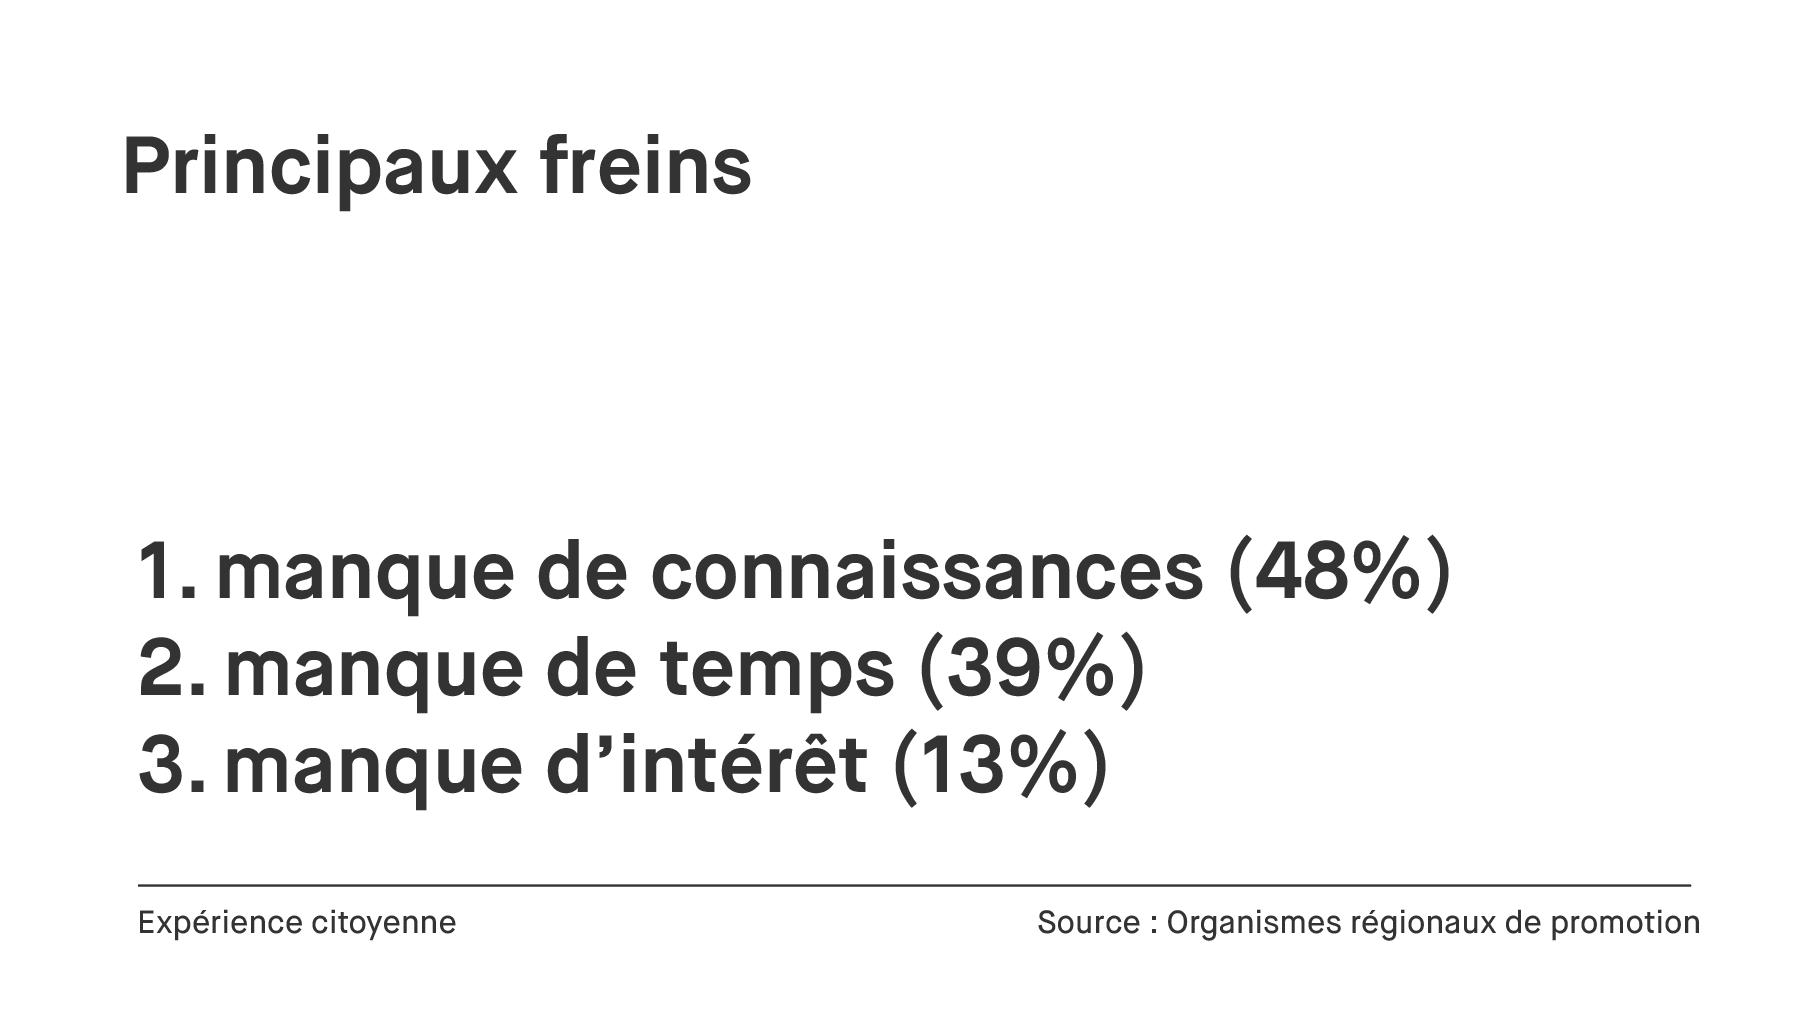 Principaux freins
1. manque de connaissances (48%)
2. manque de temps (39%)
3. manque d’intérêt (13%)
Expérience citoyenne
Source : Organismes régionaux de promotion